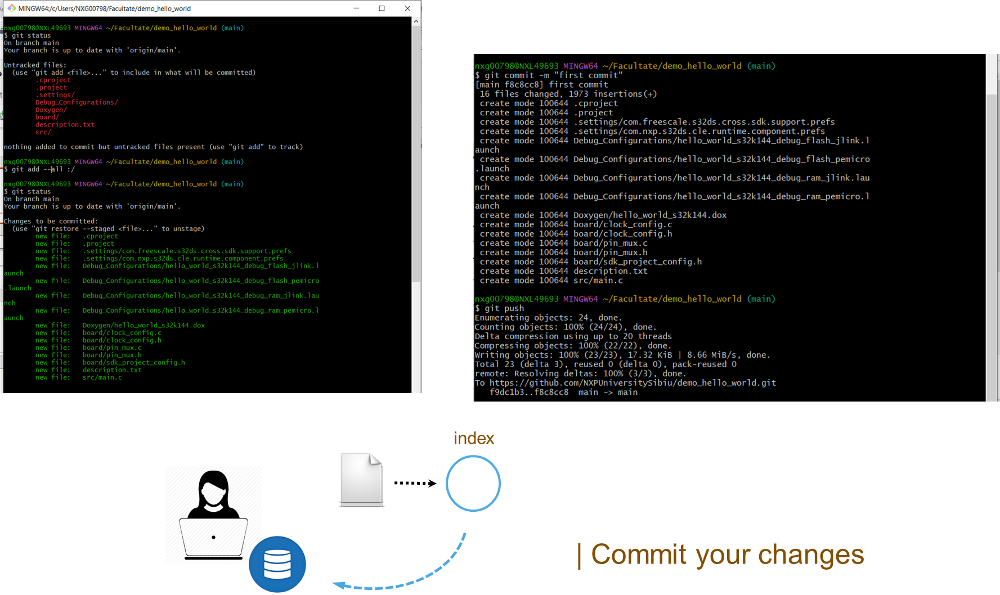 MINGW64:/c/Users/NXG00798/Facultate/demo_hello_world
nxg00798@NXL49693 MINGW64 ~/Facultate/demo_hello_world (main)
$ git status
On branch main
Your branch is up to date with 'origin/main'.
Untracked files:
(use "git add <file>..." to include in what will be committed)
.cproject
.project
.settings/
Debug_Configurations/
Doxygen/
board/
description.txt
src/
nothing added to commit but untracked files present (use "git add" to track)
nxg00798@NXL49693 MINGW64 ~/Facultate/demo_hello_world (main)
$ git add --all :/
nxg00798@NXL49693 MINGW64 ~/Facultate/demo_hello_world (main)
$ git status
On branch main
Your branch is up to date with 'origin/main'.
Changes to be committed:
(use "git restore --staged <file>..." to unstage)
new file:   .cproject
new file:   .project
new file:   .settings/com.freescale.s32ds.cross.sdk.support.prefs
new file:   .settings/com.nxp.s32ds.cle.runtime.component.prefs
new file:   Debug_Configurations/hello_world_s32k144_debug_flash_jlink.l
aunch
new file:   Debug_Configurations/hello_world_s32k144_debug_flash_pemicro
.launch
new file:   Debug_Configurations/hello_world_s32k144_debug_ram_jlink.lau
nch
new file:   Debug_Configurations/hello_world_s32k144_debug_ram_pemicro.l
aunch
new file:   Doxygen/hello_world_s32k144.dox
new file:   board/clock_config.c
new file:   board/clock_config.h
new file:   board/pin_mux.c
new file:   board/pin_mux.h
new file:   board/sdk_project_config.h
new file:   description.txt
new file:   src/main.c
nxg00798@NXL49693 MINGW64 ~/Facultate/demo_hello_world (main)
$ git commit -m "first commit"
[main f8c8cc8] first commit
16 files changed, 1973 insertions(+)
create mode 100644 .cproject
create mode 100644 .project
create mode 100644 .settings/com.freescale.s32ds.cross.sdk.support.prefs
create mode 100644 .settings/com.nxp.s32ds.cle.runtime.component.prefs
create mode 100644 Debug_Configurations/hello_world_s32k144_debug_flash_jlink.l
aunch
create mode 100644 Debug_Configurations/hello_world_s32k144_debug_flash_pemicro
.launch
create mode 100644 Debug_Configurations/hello_world_s32k144_debug_ram_jlink.lau
nch
create mode 100644 Debug_Configurations/hello_world_s32k144_debug_ram_pemicro.l
aunch
create mode 100644 Doxygen/hello_world_s32k144.dox
create mode 100644 board/clock_config.c
create mode 100644 board/clock_config.h
create mode 100644 board/pin_mux.c
create mode 100644 board/pin_mux.h
create mode 100644 board/sdk_project_config.h
create mode 100644 description.txt
create mode 100644 src/main.c
nxg00798@NXL49693 MINGW64 ~/Facultate/demo_hello_world (main)
$ git push
Enumerating objects: 24, done.
Counting objects: 100% (24/24), done.
Delta compression using up to 20 threads
Compressing objects: 100% (22/22), done.
Writing objects: 100% (23/23), 17.32 KiB | 8.66 MiB/s, done.
Total 23 (delta 3), reused 0 (delta 0), pack-reused 0
remote: Resolving deltas: 100% (3/3), done.
To https://github.com/NXPUniversitySibiu/demo_hello_world.git
f9dc1b3..f8c8cc8  main -> main
index
| Commit your changes